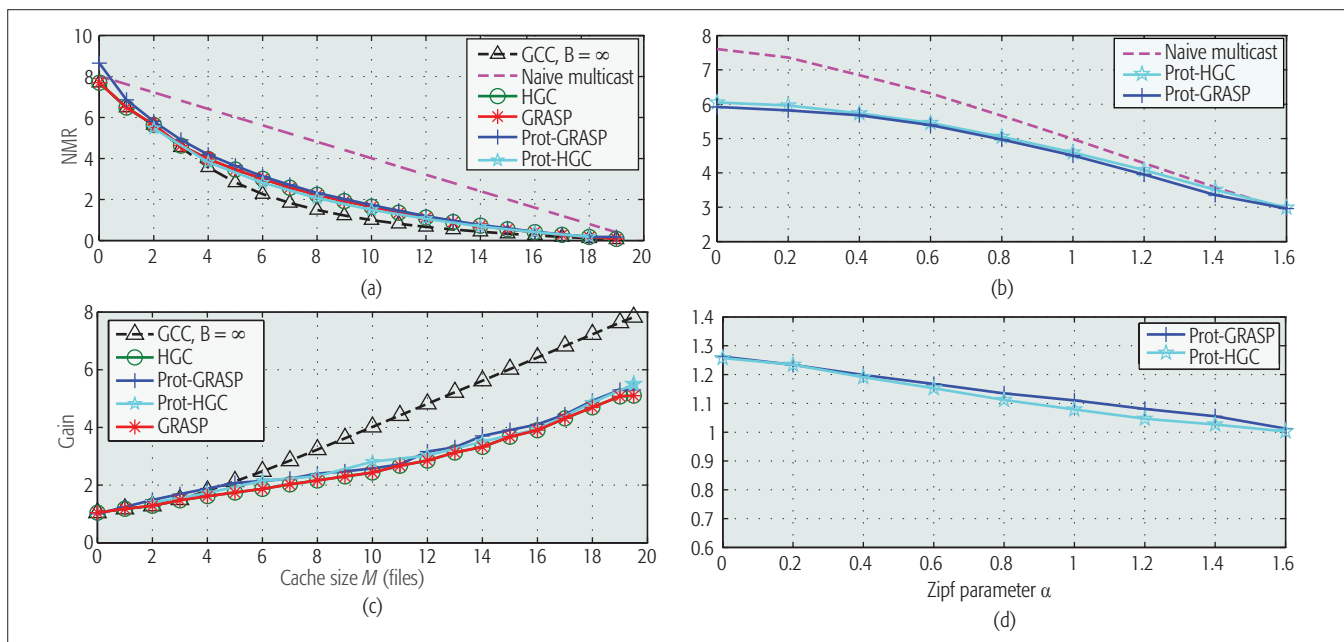 10
8
6
4
2
0
NMR
GCC, B = ∞
Naive multicast
HGC
GRASP
Prot-GRASP
Prot-HGC
0 2 4 6 8 10 12 14 16 18 20
(a)
8
7
6
5
4
3
2
Naive multicast
Prot-HGC
Prot-GRASP
0 0.2 0.4 0.6 0.8 1 1.2 1.4 1.6
(b)
8
6
4
2
0
Gain
GCC, B = ∞
HGC
Prot-GRASP
Prot-HGC
GRASP
0 2 4 6 8 10 12 14 16 18 20
Cache size M (files)
(c)
1.4
1.3
1.2
1.1
1
0.9
0.8
0.7
0.6
Prot-GRASP
Prot-HGC
0 0.2 0.4 0.6 0.8 1 1.2 1.4 1.6
Zipf parameter α
(d)